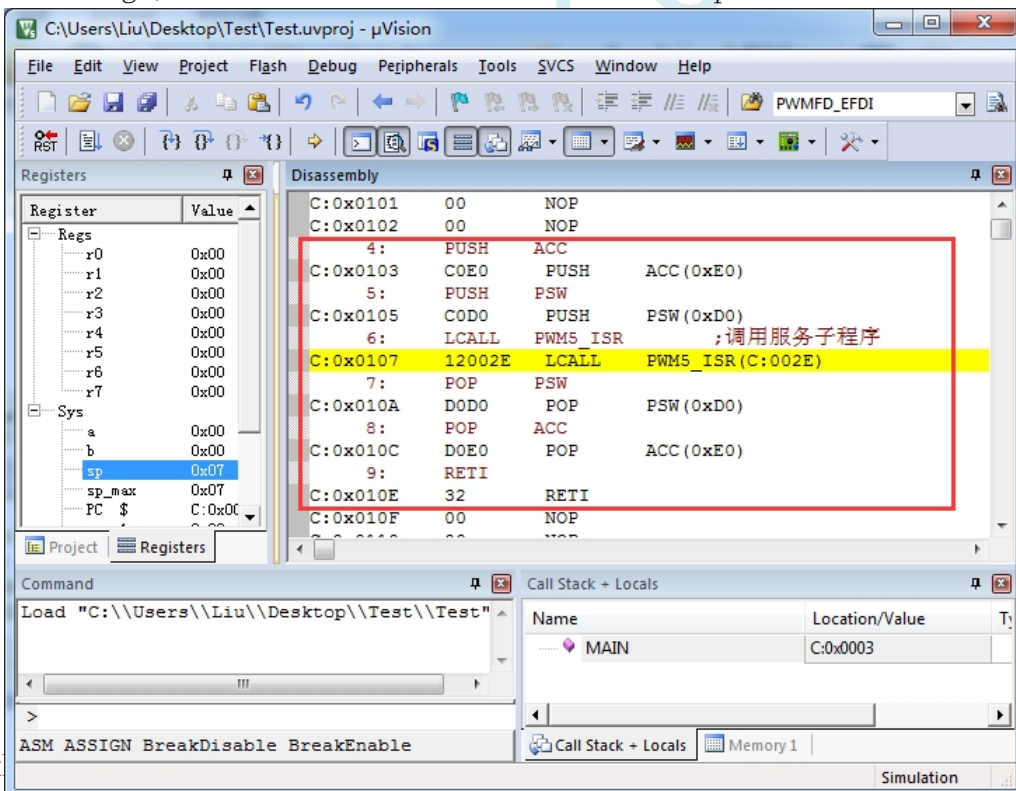 C:\Users\Liu\Desktop\Test\Test.uvproj - µVision
File Edit View Project Flash Debug Peripherals Tools SVCS Window Help
PWMFD_EFDI
RST
Registers
Register Value
Regs
r0 0x00
r1 0x00
r2 0x00
r3 0x00
r4 0x00
r5 0x00
r6 0x00
r7 0x00
Sys
a 0x00
b 0x00
sp 0x07
sp_max 0x07
PC $ C:0x00
Project Registers
Disassembly
C:0x0101 00 NOP
C:0x0102 00 NOP
4: PUSH ACC
C:0x0103 C0E0 PUSH ACC(0xE0)
5: PUSH PSW
C:0x0105 C0D0 PUSH PSW(0xD0)
6: LCALL PWM5_ISR ;调用服务子程序
C:0x0107 12002E LCALL PWM5_ISR(C:002E)
7: POP PSW
C:0x010A D0D0 POP PSW(0xD0)
8: POP ACC
C:0x010C D0E0 POP ACC(0xE0)
9: RETI
C:0x010E 32 RETI
C:0x010F 00 NOP
Command
Load "C:\\Users\\Liu\\Desktop\\Test\\Test"
>
ASM ASSIGN BreakDisable BreakEnable
Call Stack + Locals
Name Location/Value
MAIN C:0x0003
Call Stack + Locals Memory 1
Simulation